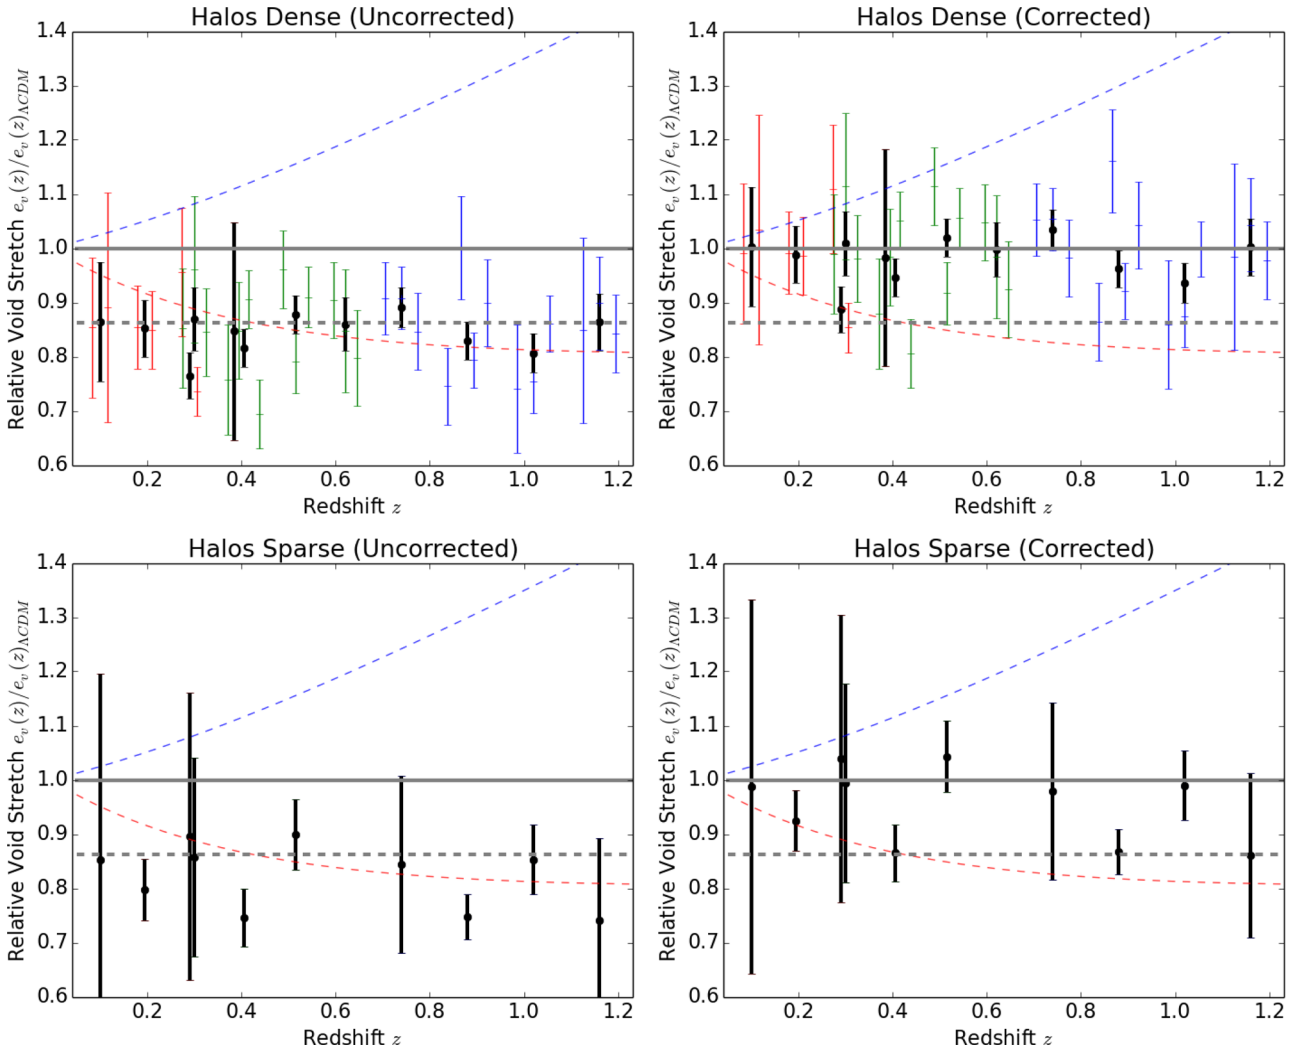 Halos Dense (Uncorrected)
Relative Void Stretch e_v(z)/e_v(z)_ΛCDM
1.4
1.3
1.2
1.1
1.0
0.9
0.8
0.7
0.6
0.2 0.4 0.6 0.8 1.0 1.2
Redshift z
Halos Dense (Corrected)
Relative Void Stretch e_v(z)/e_v(z)_ΛCDM
1.4
1.3
1.2
1.1
1.0
0.9
0.8
0.7
0.6
0.2 0.4 0.6 0.8 1.0 1.2
Redshift z
Halos Sparse (Uncorrected)
Relative Void Stretch e_v(z)/e_v(z)_ΛCDM
1.4
1.3
1.2
1.1
1.0
0.9
0.8
0.7
0.6
0.2 0.4 0.6 0.8 1.0 1.2
Redshift z
Halos Sparse (Corrected)
Relative Void Stretch e_v(z)/e_v(z)_ΛCDM
1.4
1.3
1.2
1.1
1.0
0.9
0.8
0.7
0.6
0.2 0.4 0.6 0.8 1.0 1.2
Redshift z